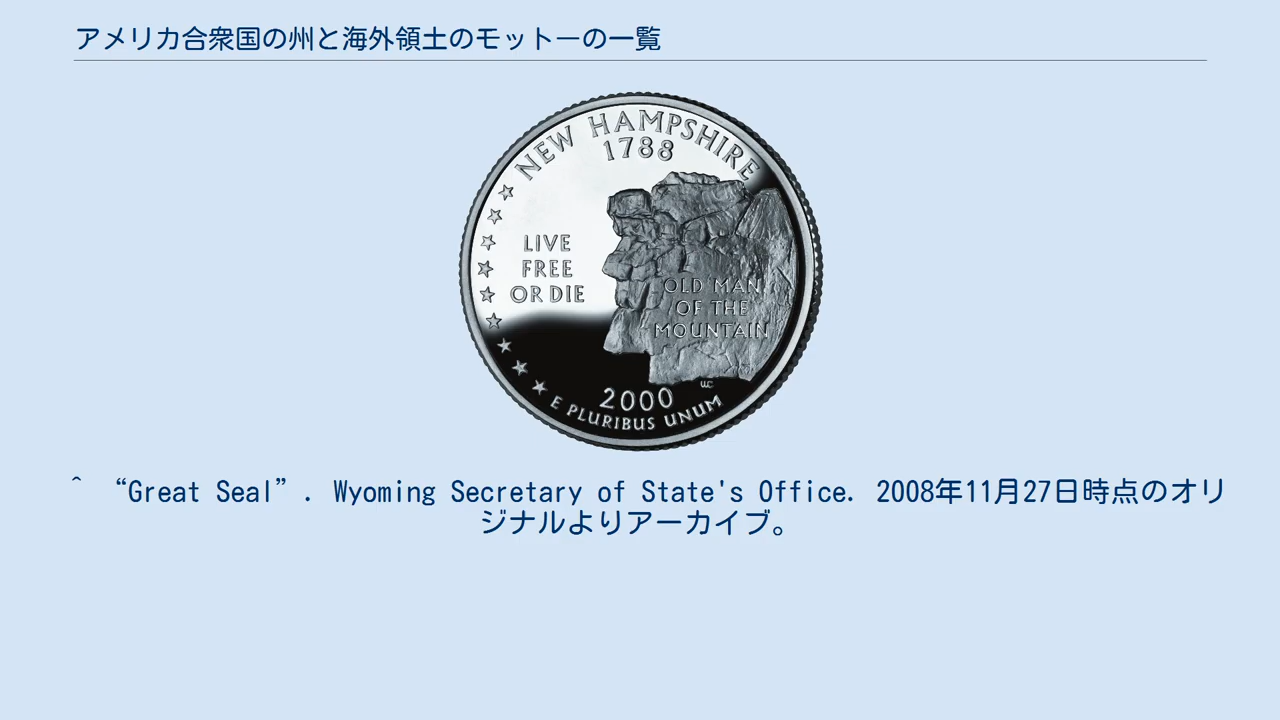 アメリカ合衆国の州と海外領土のモットーの一覧
NEW HAMPSHIRE
1788
LIVE
FREE
OR DIE
OLD MAN
OF THE
MOUNTAIN
WC
2000
E PLURIBUS UNUM
^ “Great Seal”. Wyoming Secretary of State's Office. 2008年11月27日時点のオリ
ジナルよりアーカイブ。